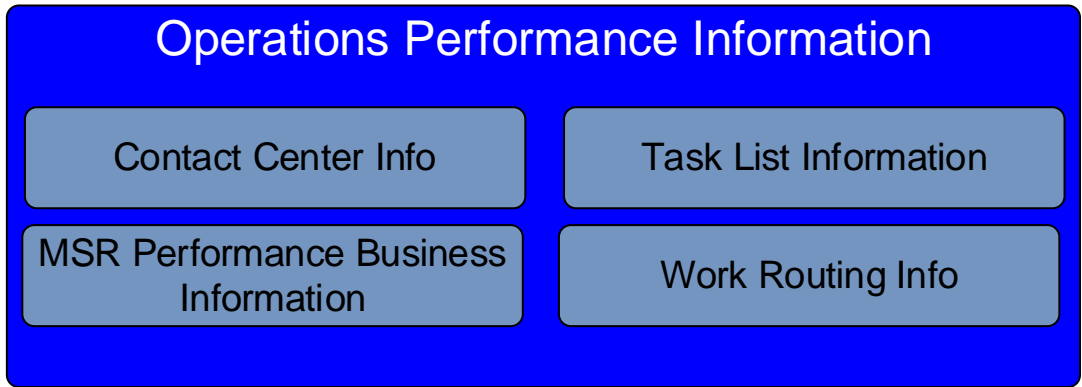 Operations Performance Information
Contact Center Info
Task List Information
MSR Performance Business
Information
Work Routing Info